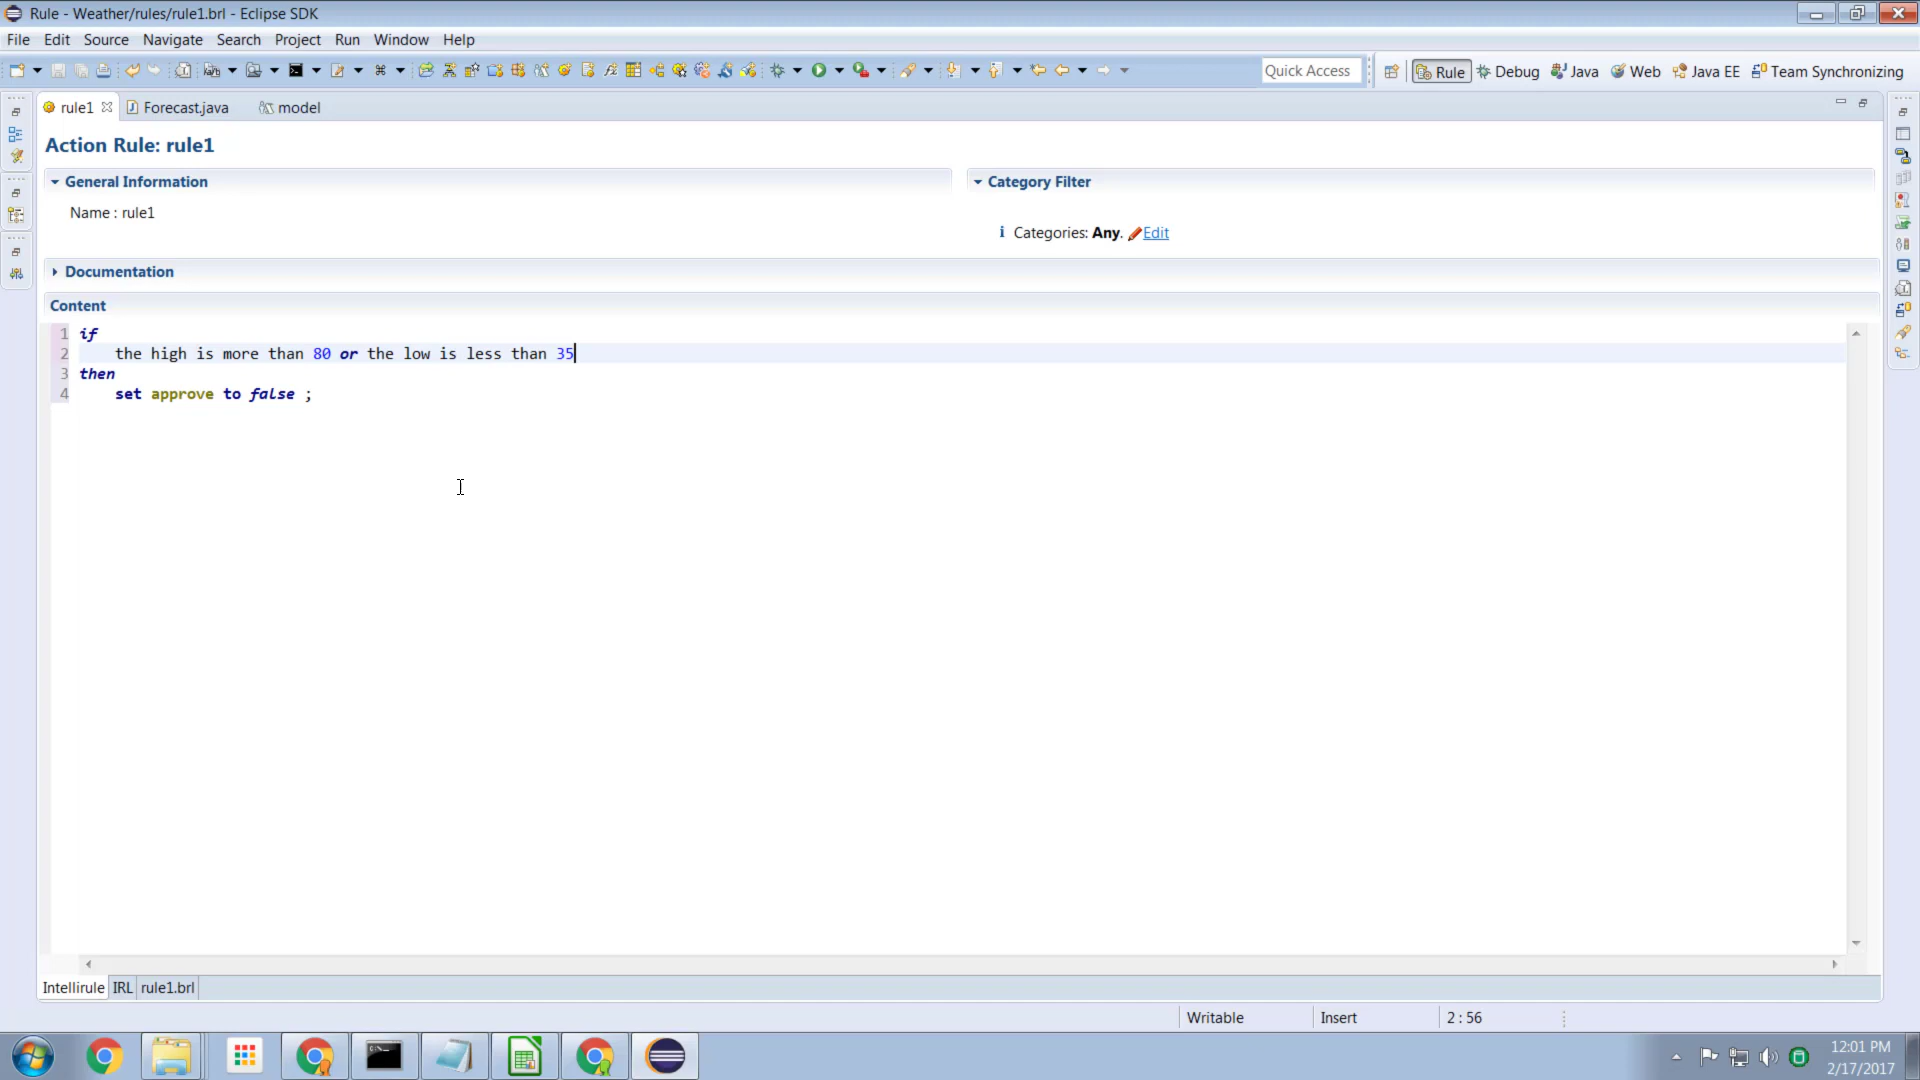 Rule - Weather/rules/rule1.brl - Eclipse SDK
File Edit Source Navigate Search Project Run Window Help
Quick Access Rule Debug Java Web Java EE Team Synchronizing
rule1 Forecast.java model
Action Rule: rule1
General Information Category Filter
Name : rule1
i Categories: Any. Edit
Documentation
Content
1 if
2 the high is more than 80 or the low is less than 35
3 then
4 set approve to false ;
Intellirule IRL rule1.brl
Writable Insert 2 : 56
12:01 PM
2/17/2017